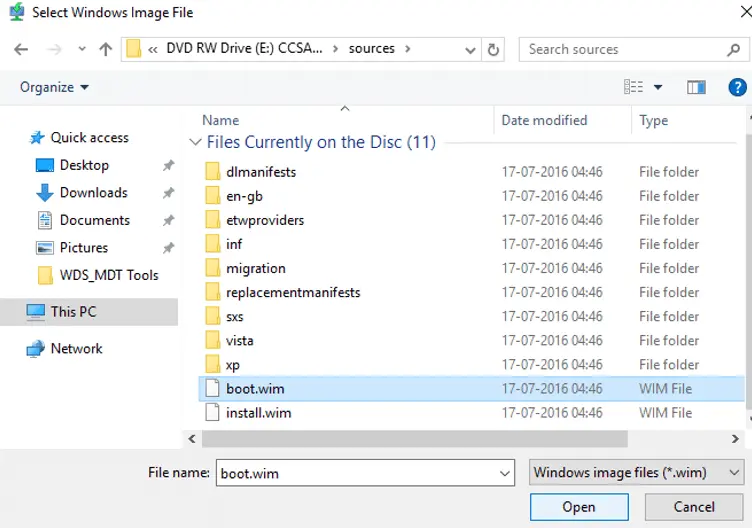 Select Windows Image File
« DVD RW Drive (E:) CCSA... › sources ›
Search sources
Organize
Name Date modified Type
Files Currently on the Disc (11)
Quick access
Desktop
Downloads
Documents
Pictures
WDS_MDT Tools
This PC
Network
dlmanifests 17-07-2016 04:46 File folder
en-gb 17-07-2016 04:46 File folder
etwproviders 17-07-2016 04:46 File folder
inf 17-07-2016 04:46 File folder
migration 17-07-2016 04:46 File folder
replacementmanifests 17-07-2016 04:46 File folder
sxs 17-07-2016 04:46 File folder
vista 17-07-2016 04:46 File folder
xp 17-07-2016 04:46 File folder
boot.wim 17-07-2016 04:46 WIM File
install.wim 17-07-2016 04:46 WIM File
File name: boot.wim Windows image files (*.wim)
Open Cancel